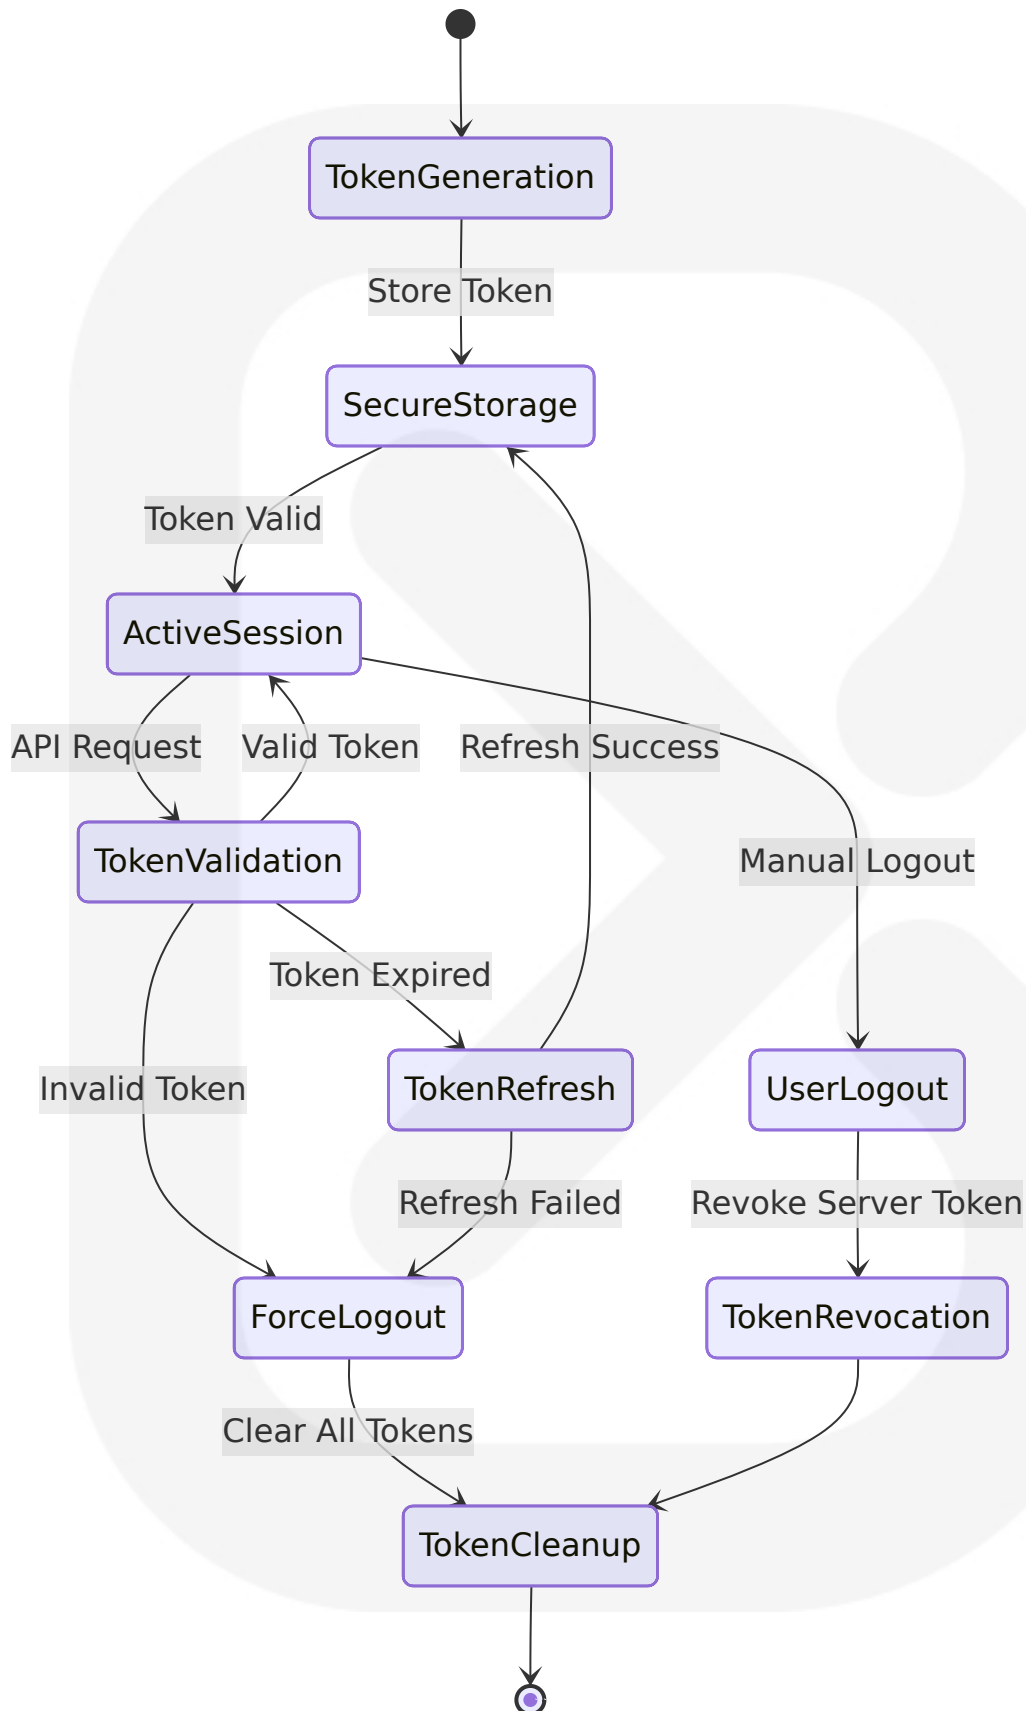 TokenGeneration
Store Token
SecureStorage
Token Valid
ActiveSession
API Request
Valid Token
Refresh Success
TokenValidation
Manual Logout
Token Expired
Invalid Token
TokenRefresh
UserLogout
Refresh Failed
Revoke Server Token
ForceLogout
TokenRevocation
Clear All Tokens
TokenCleanup